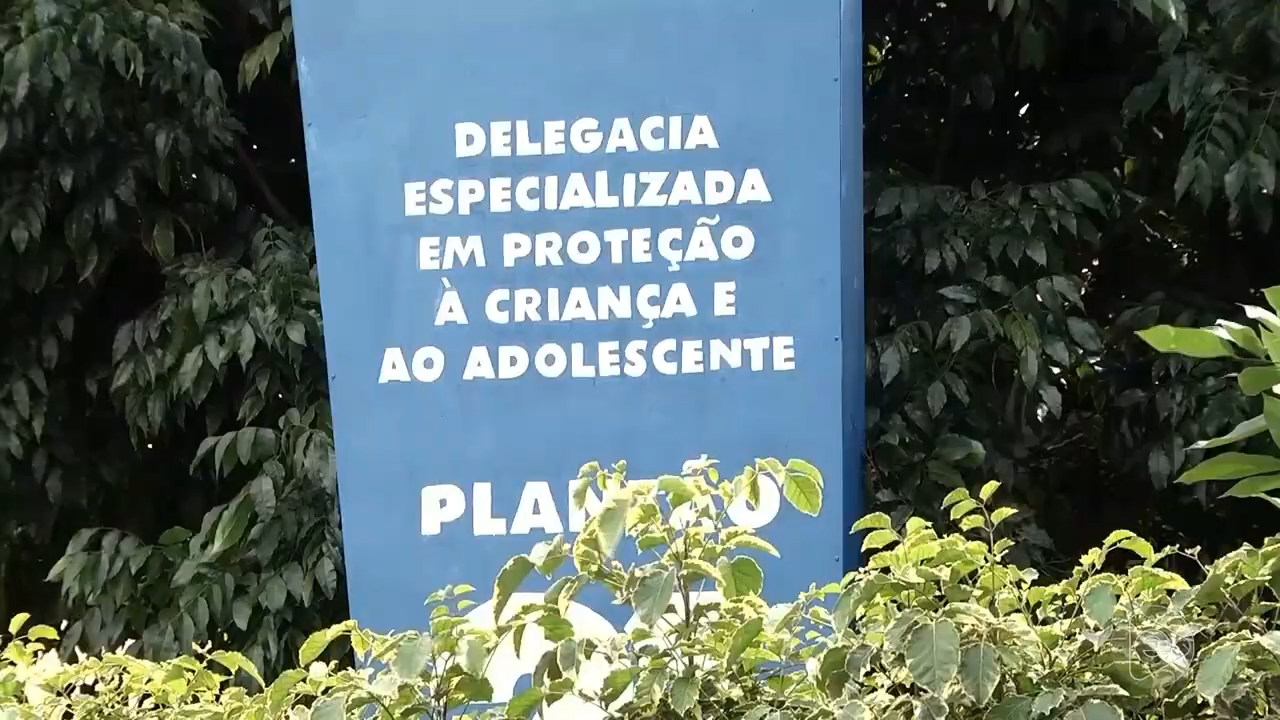 DELEGACIA
ESPECIALIZADA
EM PROTEÇÃO
À CRIANÇA E
AO ADOLESCENTE